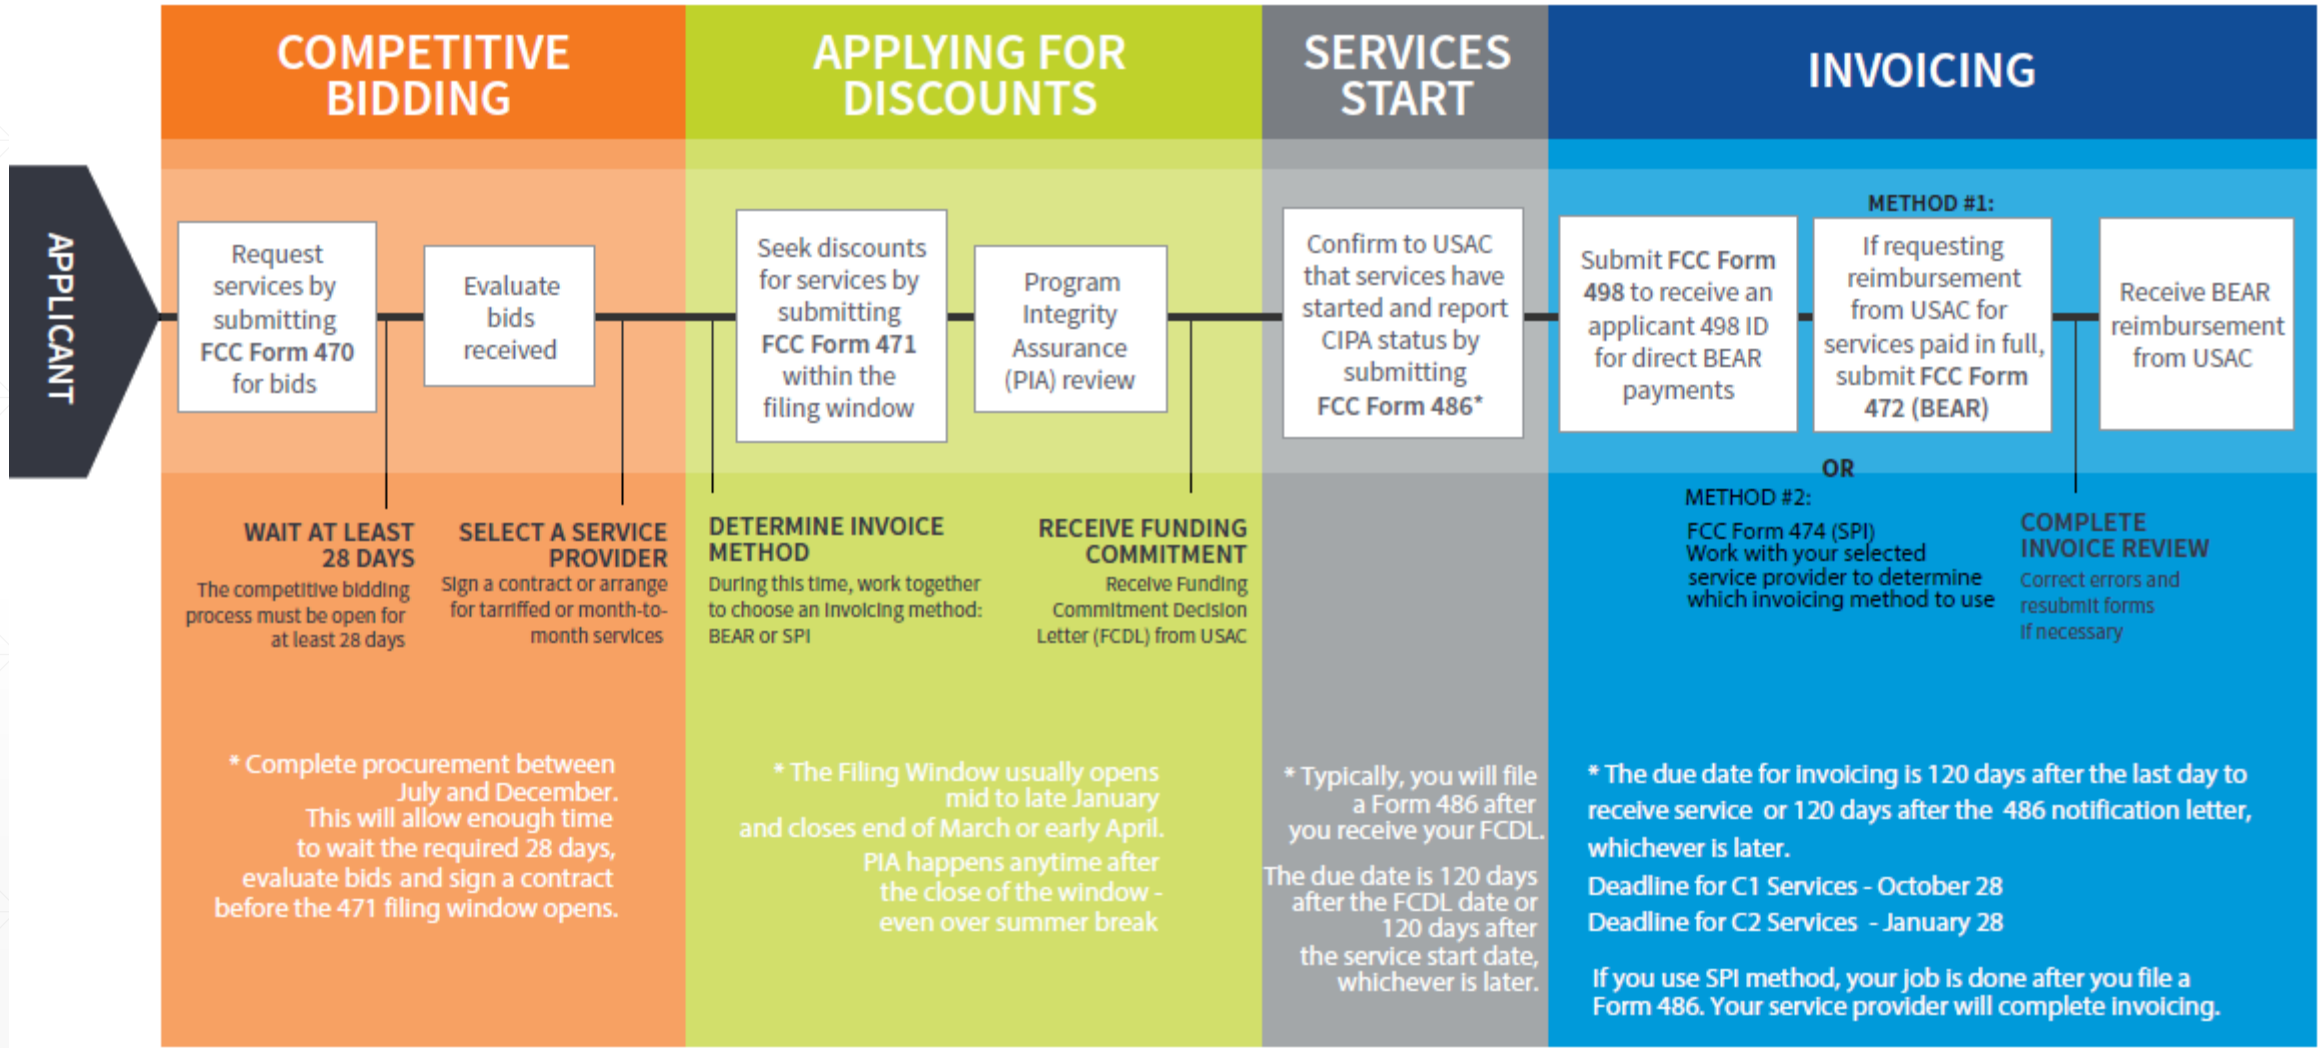 COMPETITIVE
BIDDING
APPLYING FOR
DISCOUNTS
SERVICES
START
INVOICING
APPLICANT
Request
services by
submitting
FCC Form 470
for bids
Evaluate
bids
received
Seek discounts
for services by
submitting
FCC Form 471
within the
filing window
Program
Integrity
Assurance
(PIA) review
Confirm to USAC
that services have
started and report
CIPA status by
submitting
FCC Form 486*
Submit FCC Form
498 to receive an
applicant 498 ID
for direct BEAR
payments
METHOD #1:
If requesting
reimbursement
from USAC for
services paid in full,
submit FCC Form
472 (BEAR)
Receive BEAR
reimbursement
from USAC
WAIT AT LEAST
28 DAYS
The competitive bidding
process must be open for
at least 28 days
SELECT A SERVICE
PROVIDER
Sign a contract or arrange
for tarriffed or month-to-
month services
DETERMINE INVOICE
METHOD
During this time, work together
to choose an invoicing method:
BEAR or SPI
RECEIVE FUNDING
COMMITMENT
Receive Funding
Commitment Decision
Letter (FCDL) from USAC
OR
METHOD #2:
FCC Form 474 (SPI)
Work with your selected
service provider to determine
which invoicing method to use
COMPLETE
INVOICE REVIEW
Correct errors and
resubmit forms
if necessary
* Complete procurement between
July and December.
This will allow enough time
to wait the required 28 days,
evaluate bids and sign a contract
before the 471 filing window opens.
* The Filing Window usually opens
mid to late January
and closes end of March or early April.
PIA happens anytime after
the close of the window -
even over summer break
* Typically, you will file
a Form 486 after
you receive your FCDL.
The due date is 120 days
after the FCDL date or
120 days after
the service start date,
whichever is later.
* The due date for invoicing is 120 days after the last day to
receive service or 120 days after the 486 notification letter,
whichever is later.
Deadline for C1 Services - October 28
Deadline for C2 Services - January 28
If you use SPI method, your job is done after you file a
Form 486. Your service provider will complete invoicing.